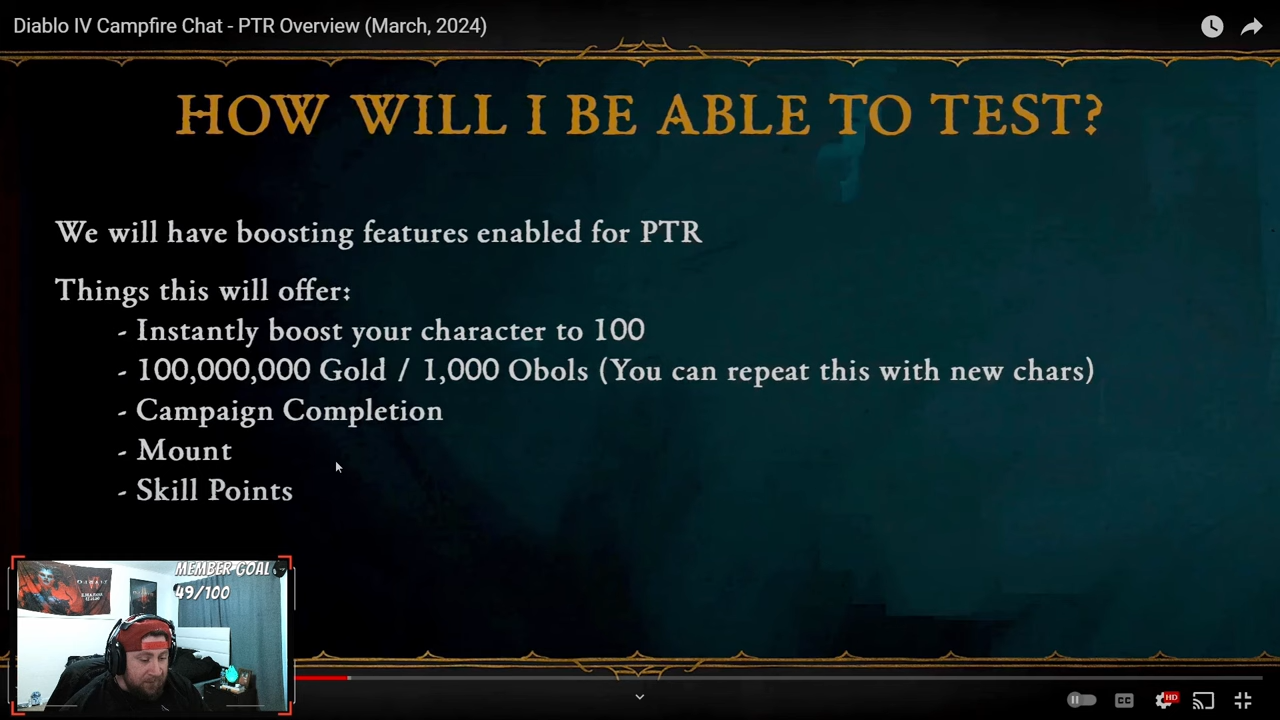 Diablo IV Campfire Chat - PTR Overview (March, 2024)
HOW WILL I BE ABLE TO TEST?
We will have boosting features enabled for PTR
Things this will offer:
- Instantly boost your character to 100
- 100,000,000 Gold / 1,000 Obols (You can repeat this with new chars)
- Campaign Completion
- Mount
- Skill Points
MEMBER GOAL
49/100
CC
HD